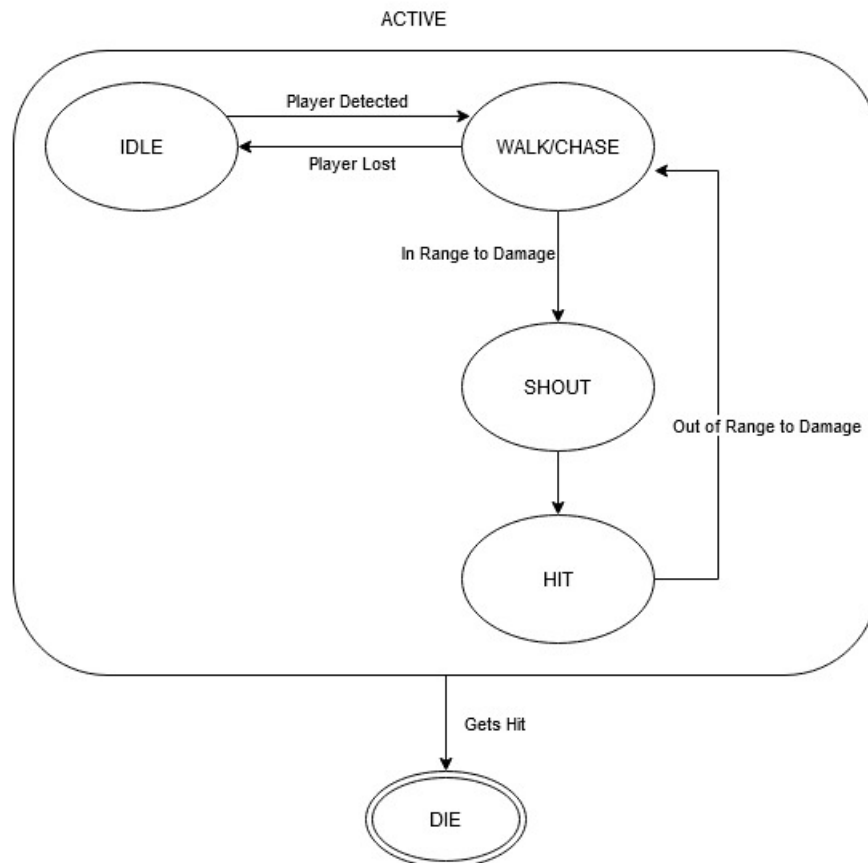 ACTIVE
Player Detected
IDLE
WALK/CHASE
Player Lost
In Range to Damage
SHOUT
Out of Range to Damage
HIT
Gets Hit
DIE